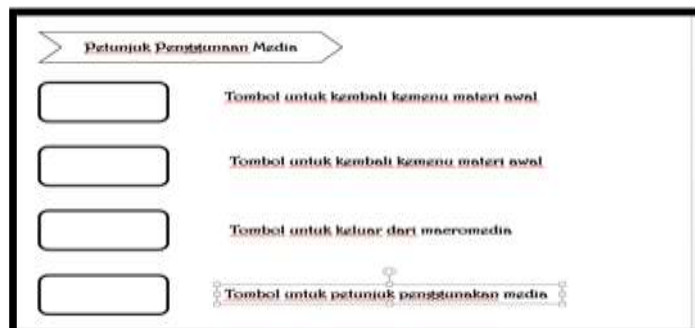 Petunjuk Penggunaan Media
Tombol untuk kembali kemenu materi awal
Tombol untuk kembali kemenu materi awal
Tombol untuk keluar dari macromedia
Tombol untuk petunjuk penggunakan media